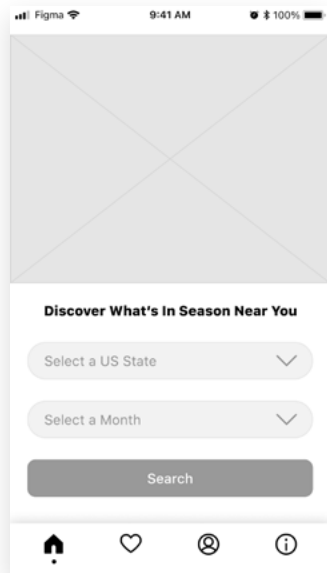 Figma 9:41 AM 100%
Discover What's In Season Near You
Select a US State
Select a Month
Search